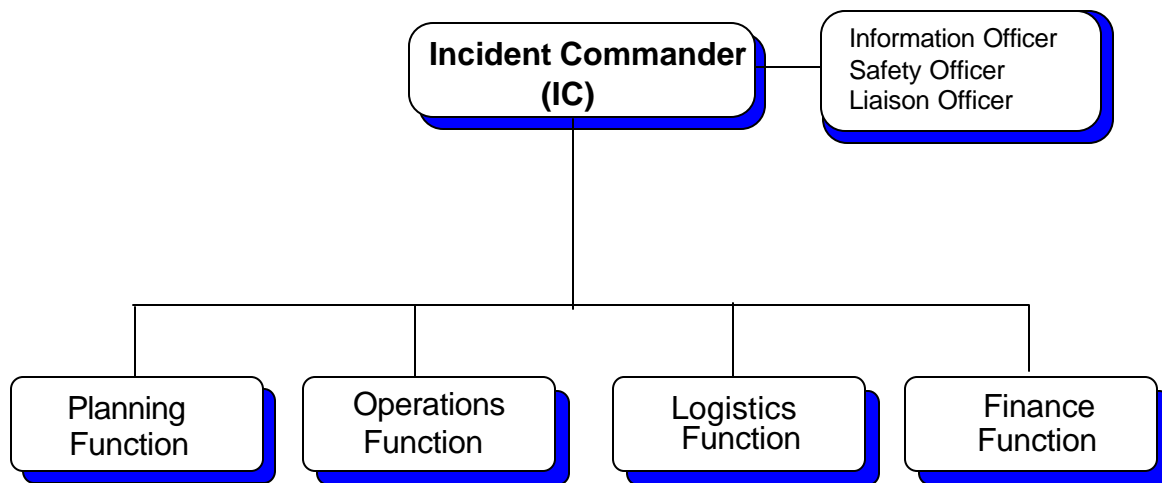 Incident Commander
(IC)
Information Officer
Safety Officer
Liaison Officer
Planning
Function
Operations
Function
Logistics
Function
Finance
Function